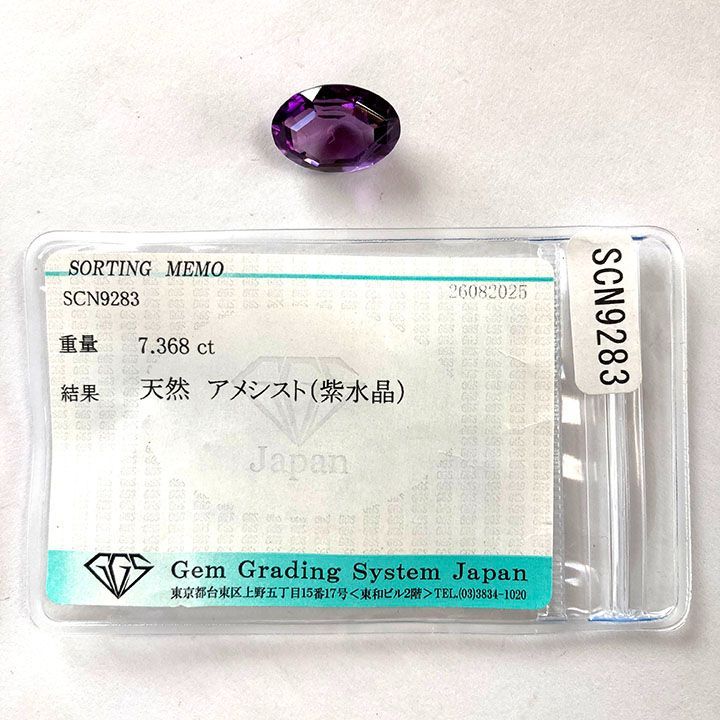 SORTING MEMO
SCN9283 26082025
重量 7.368 ct
結果 天然 アメシスト(紫水晶)
Japan
GGS Gem Grading System Japan
東京都台東区上野五丁目15番17号<東和ビル2階>TEL.(03)3834-1020
SCN9283